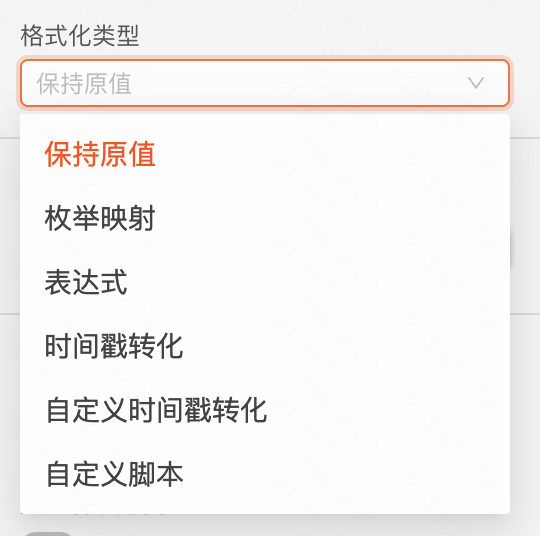 格式化类型
保持原值
保持原值
枚举映射
表达式
时间戳转化
自定义时间戳转化
自定义脚本